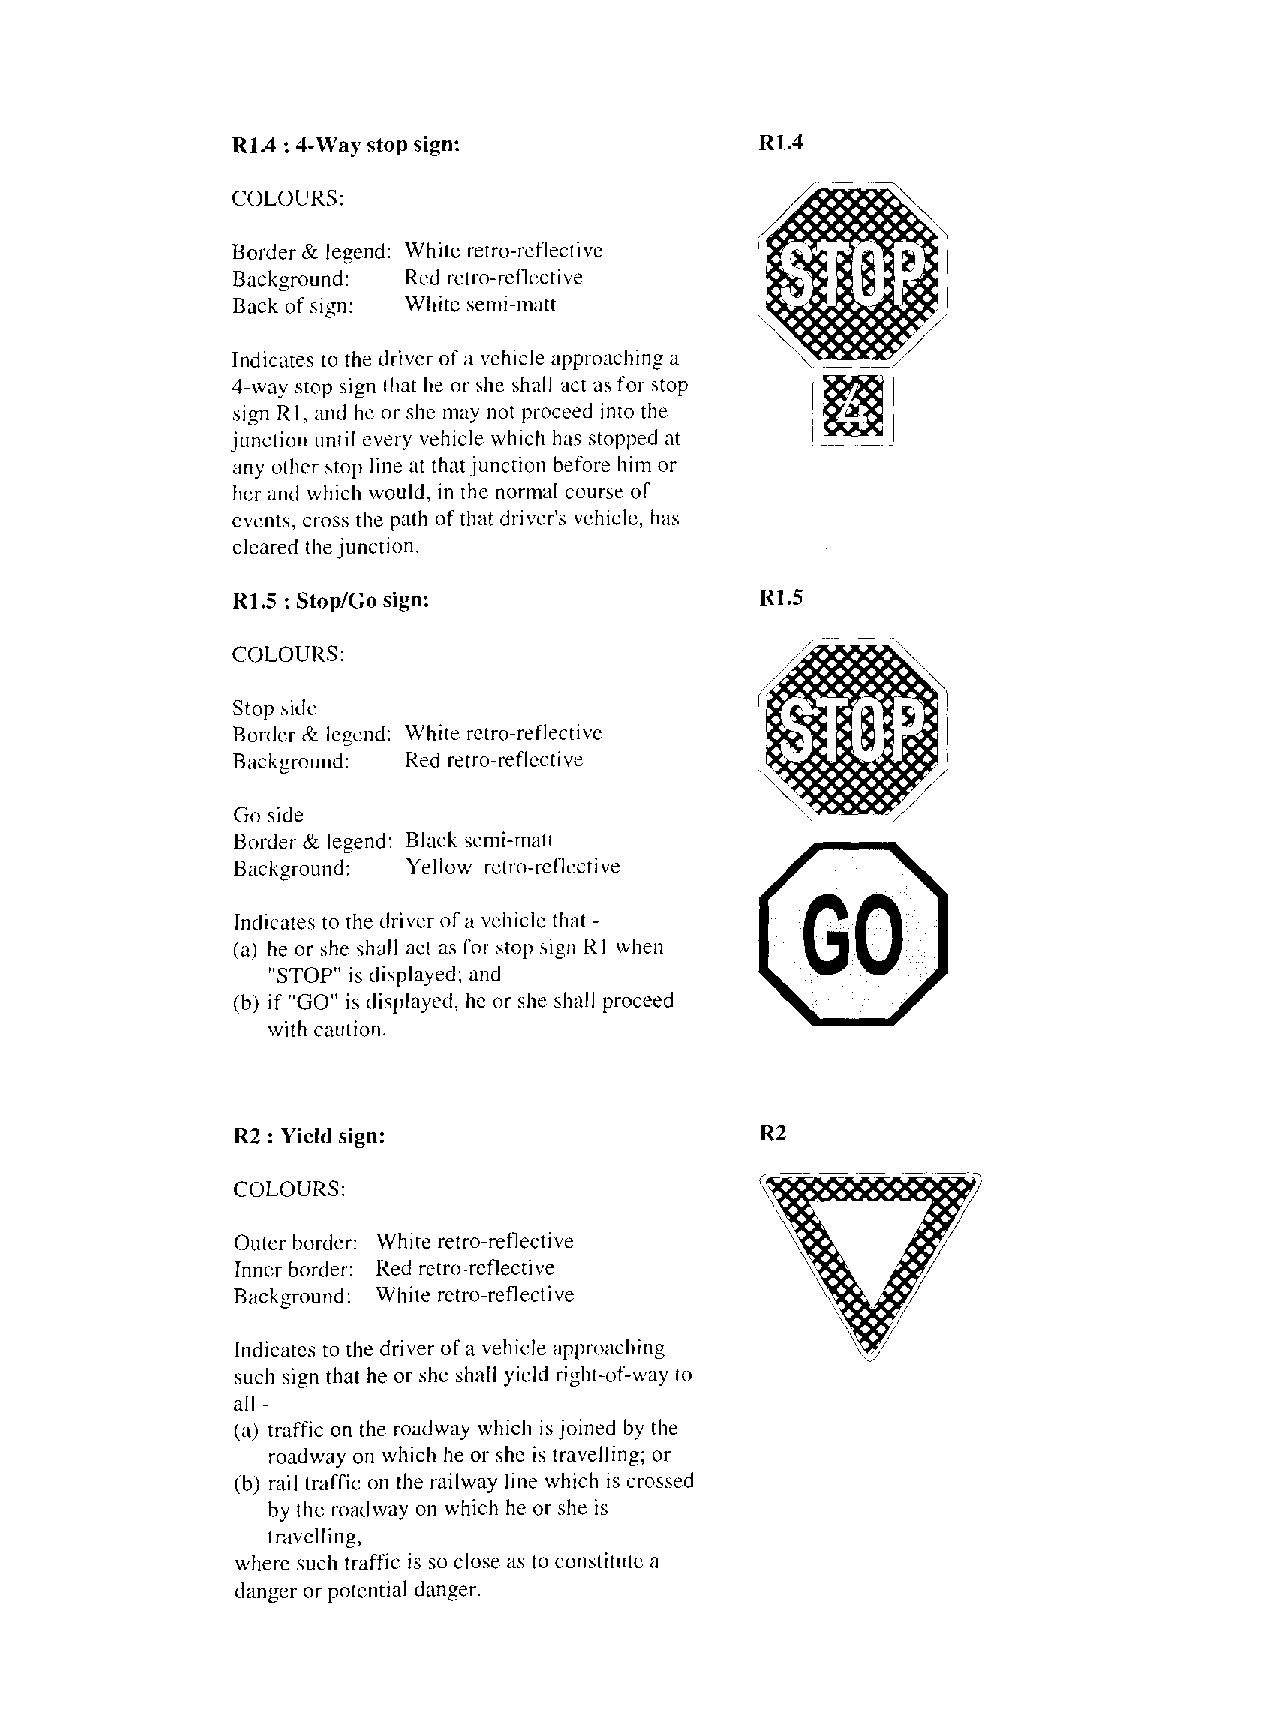 R1.4 : 4-Way stop sign:
R1.4
COLOURS:
Border & legend: White retro-reflective
Background: Red retro-reflective
Back of sign: White semi-matt
STOP
4
Indicates to the driver of a vehicle approaching a
4-way stop sign that he or she shall act as for stop
sign R1, and he or she may not proceed into the
junction until every vehicle which has stopped at
any other stop line at that junction before him or
her and which would, in the normal course of
events, cross the path of that driver's vehicle, has
cleared the junction.
R1.5 : Stop/Go sign:
R1.5
COLOURS:
Stop side
Border & legend: White retro-reflective
Background: Red retro-reflective
STOP
Go side
Border & legend: Black semi-matt
Background: Yellow retro-reflective
GO
Indicates to the driver of a vehicle that -
(a) he or she shall act as for stop sign R1 when
"STOP" is displayed; and
(b) if "GO" is displayed, he or she shall proceed
with caution.
R2 : Yield sign:
R2
COLOURS:
Outer border: White retro-reflective
Inner border: Red retro-reflective
Background: White retro-reflective
Indicates to the driver of a vehicle approaching
such sign that he or she shall yield right-of-way to
all -
(a) traffic on the roadway which is joined by the
roadway on which he or she is travelling; or
(b) rail traffic on the railway line which is crossed
by the roadway on which he or she is
travelling,
where such traffic is so close as to constitute a
danger or potential danger.